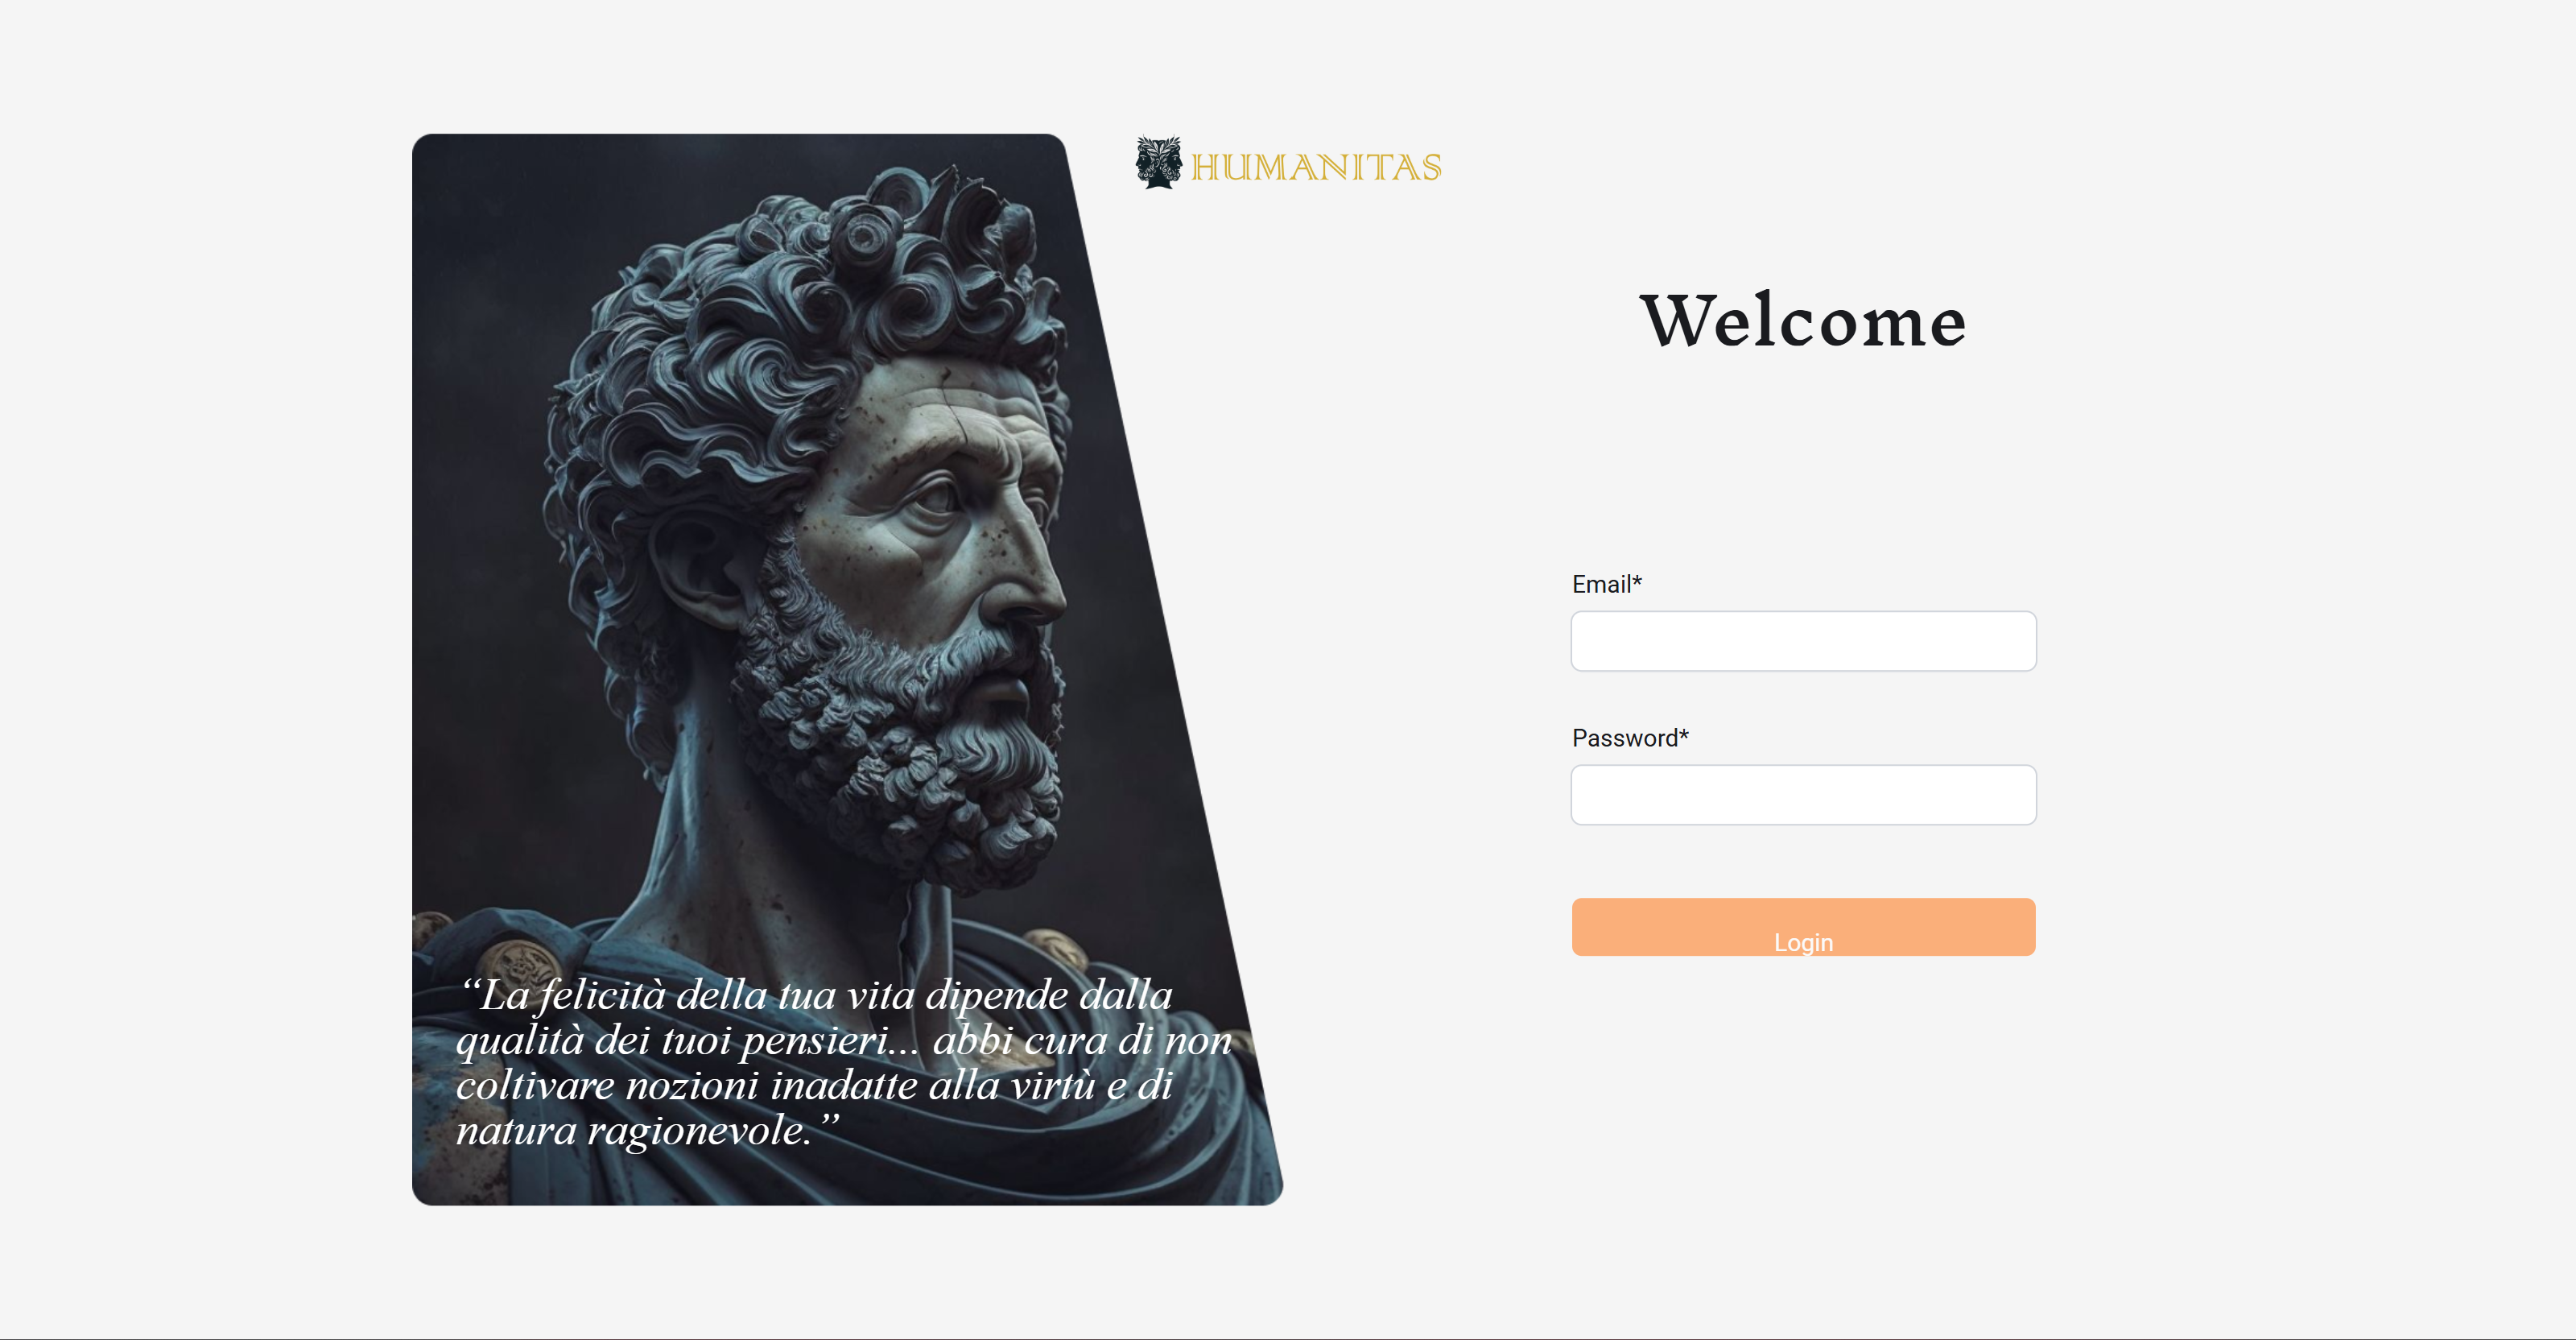 HUMANITAS
Welcome
Email*
Password*
Login
“La felicità della tua vita dipende dalla
qualità dei tuoi pensieri... abbi cura di non
coltivare nozioni inadatte alla virtù e di
natura ragionevole.”